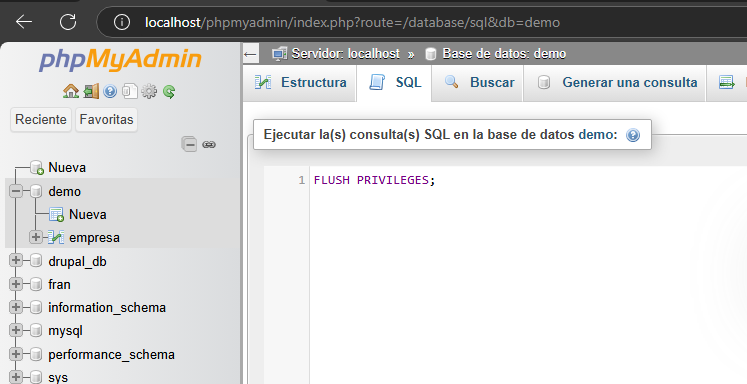 localhost/phpmyadmin/index.php?route=/database/sql&db=demo
phpMyAdmin
Servidor: localhost » Base de datos: demo
Estructura SQL Buscar Generar una consulta
Reciente Favoritas
Ejecutar la(s) consulta(s) SQL en la base de datos demo:
Nueva
1 FLUSH PRIVILEGES;
demo
Nueva
empresa
drupal_db
fran
information_schema
mysql
performance_schema
sys